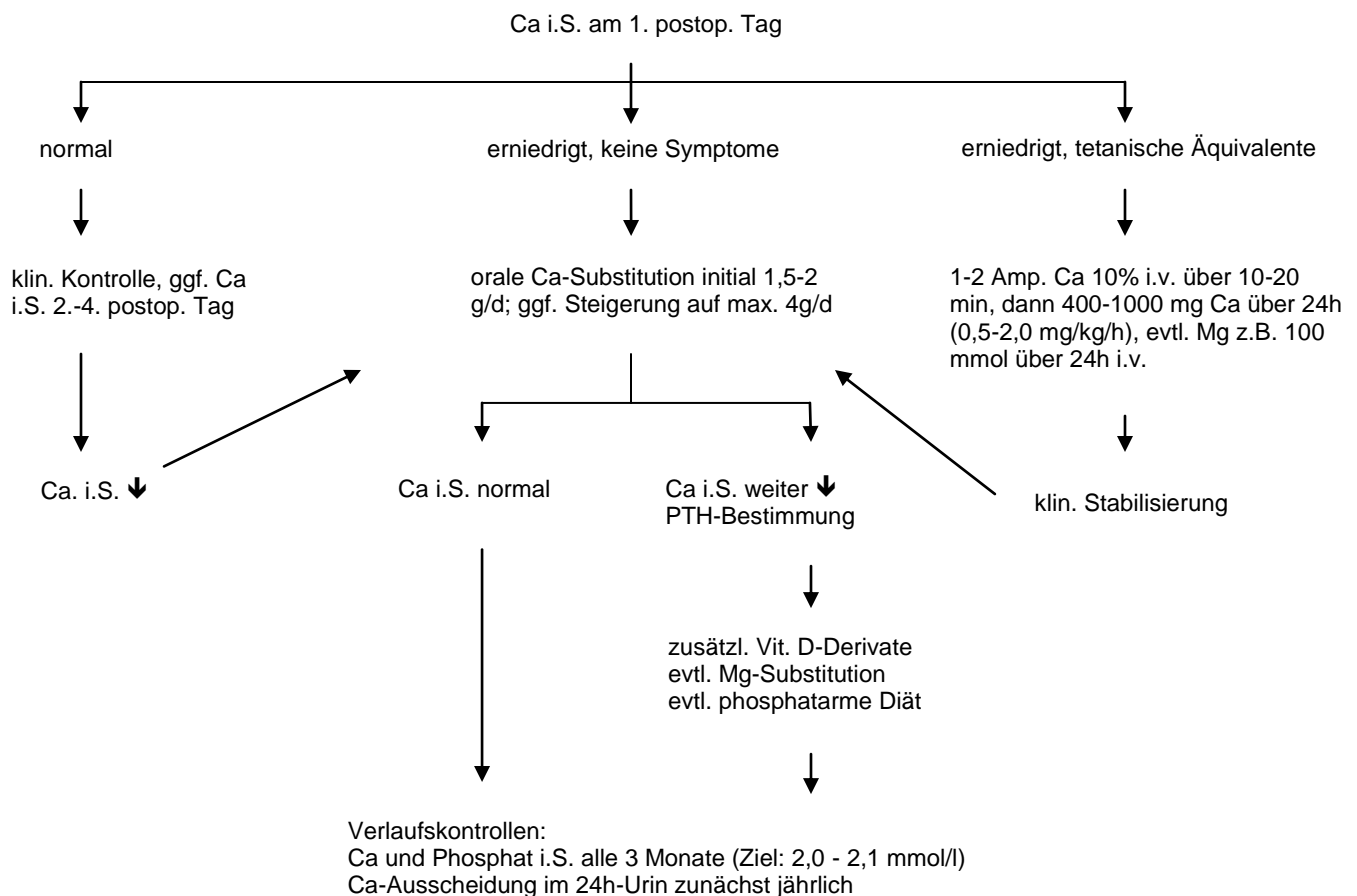 Ca i.S. am 1. postop. Tag
normal
erniedrigt, keine Symptome
erniedrigt, tetanische Äquivalente
klin. Kontrolle, ggf. Ca
i.S. 2.-4. postop. Tag
orale Ca-Substitution initial 1,5-2
g/d; ggf. Steigerung auf max. 4g/d
1-2 Amp. Ca 10% i.v. über 10-20
min, dann 400-1000 mg Ca über 24h
(0,5-2,0 mg/kg/h), evtl. Mg z.B. 100
mmol über 24h i.v.
Ca. i.S. 🡻
Ca i.S. normal
Ca i.S. weiter 🡻
PTH-Bestimmung
klin. Stabilisierung
zusätzl. Vit. D-Derivate
evtl. Mg-Substitution
evtl. phosphatarme Diät
Verlaufskontrollen:
Ca und Phosphat i.S. alle 3 Monate (Ziel: 2,0 - 2,1 mmol/l)
Ca-Ausscheidung im 24h-Urin zunächst jährlich